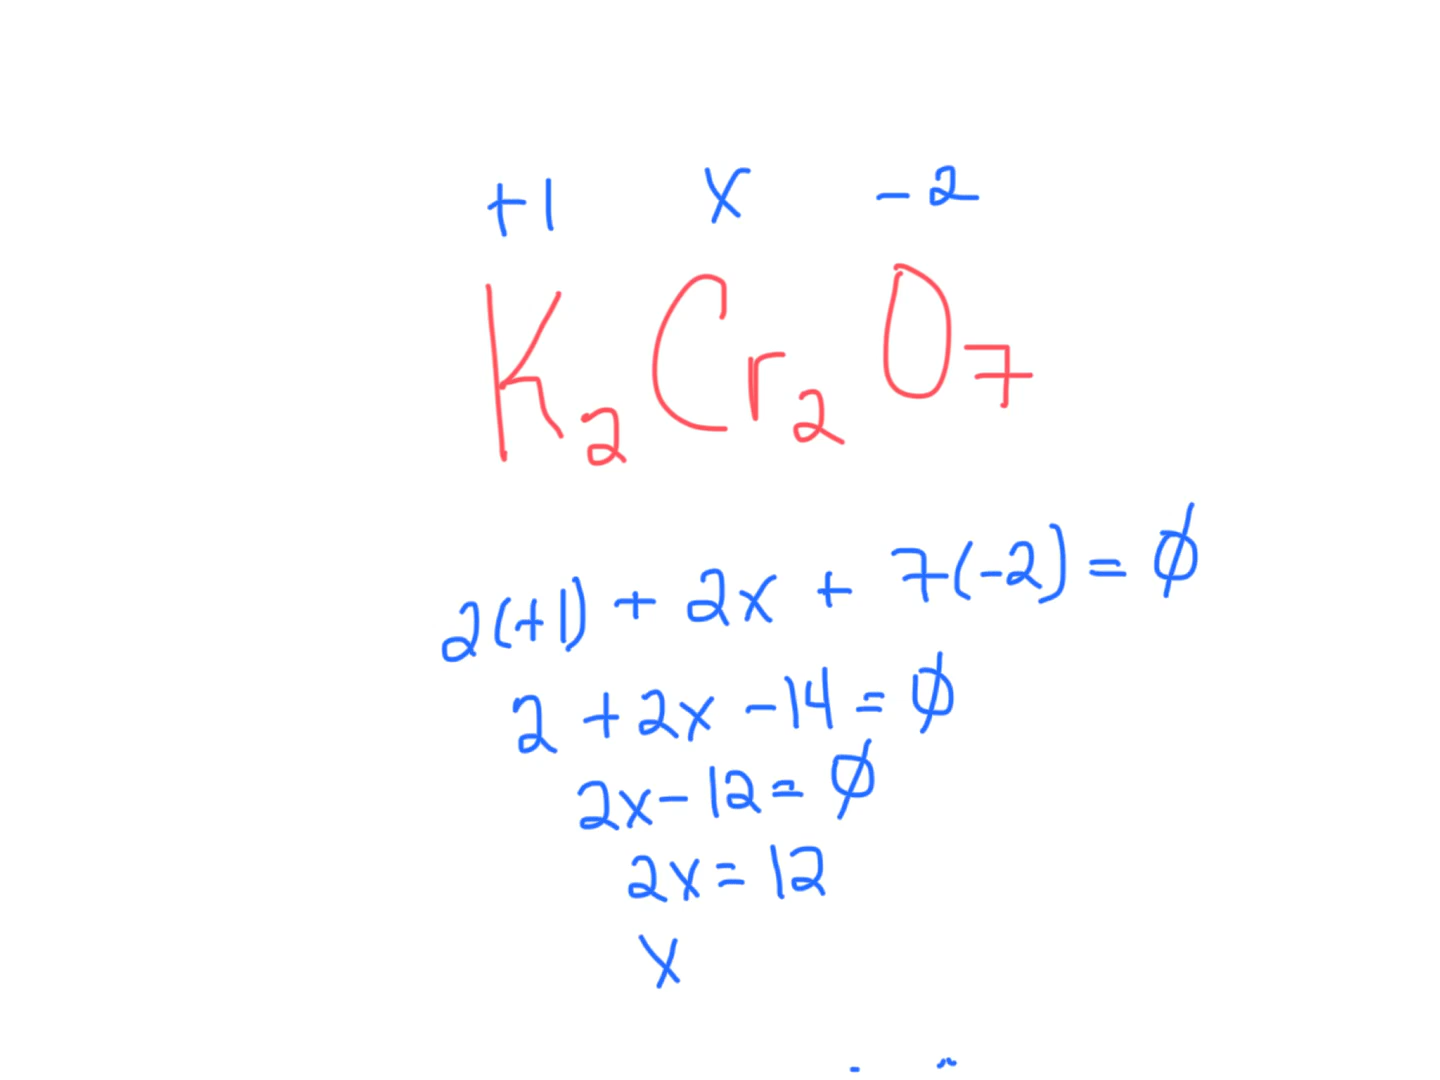 +1 x -2
K2Cr2O7
2(+1) + 2x + 7(-2) = ∅
2 + 2x -14 = ∅
2x - 12 = ∅
2x = 12
x